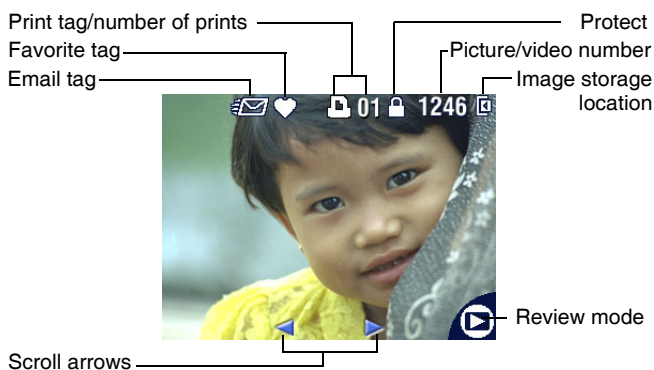 Print tag/number of prints
Protect
Favorite tag
Picture/video number
Email tag
Image storage
location
01
1246
Review mode
Scroll arrows